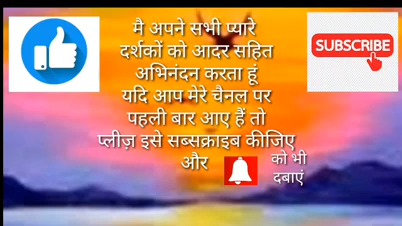 मै अपने सभी प्यारे
दर्शकों को आदर सहित
अभिनंदन करता हूं
यदि आप मेरे चैनल पर
पहली बार आए हैं तो
प्लीज़ इसे सब्सक्राइब कीजिए
और को भी
दबाएं
SUBSCRIBE